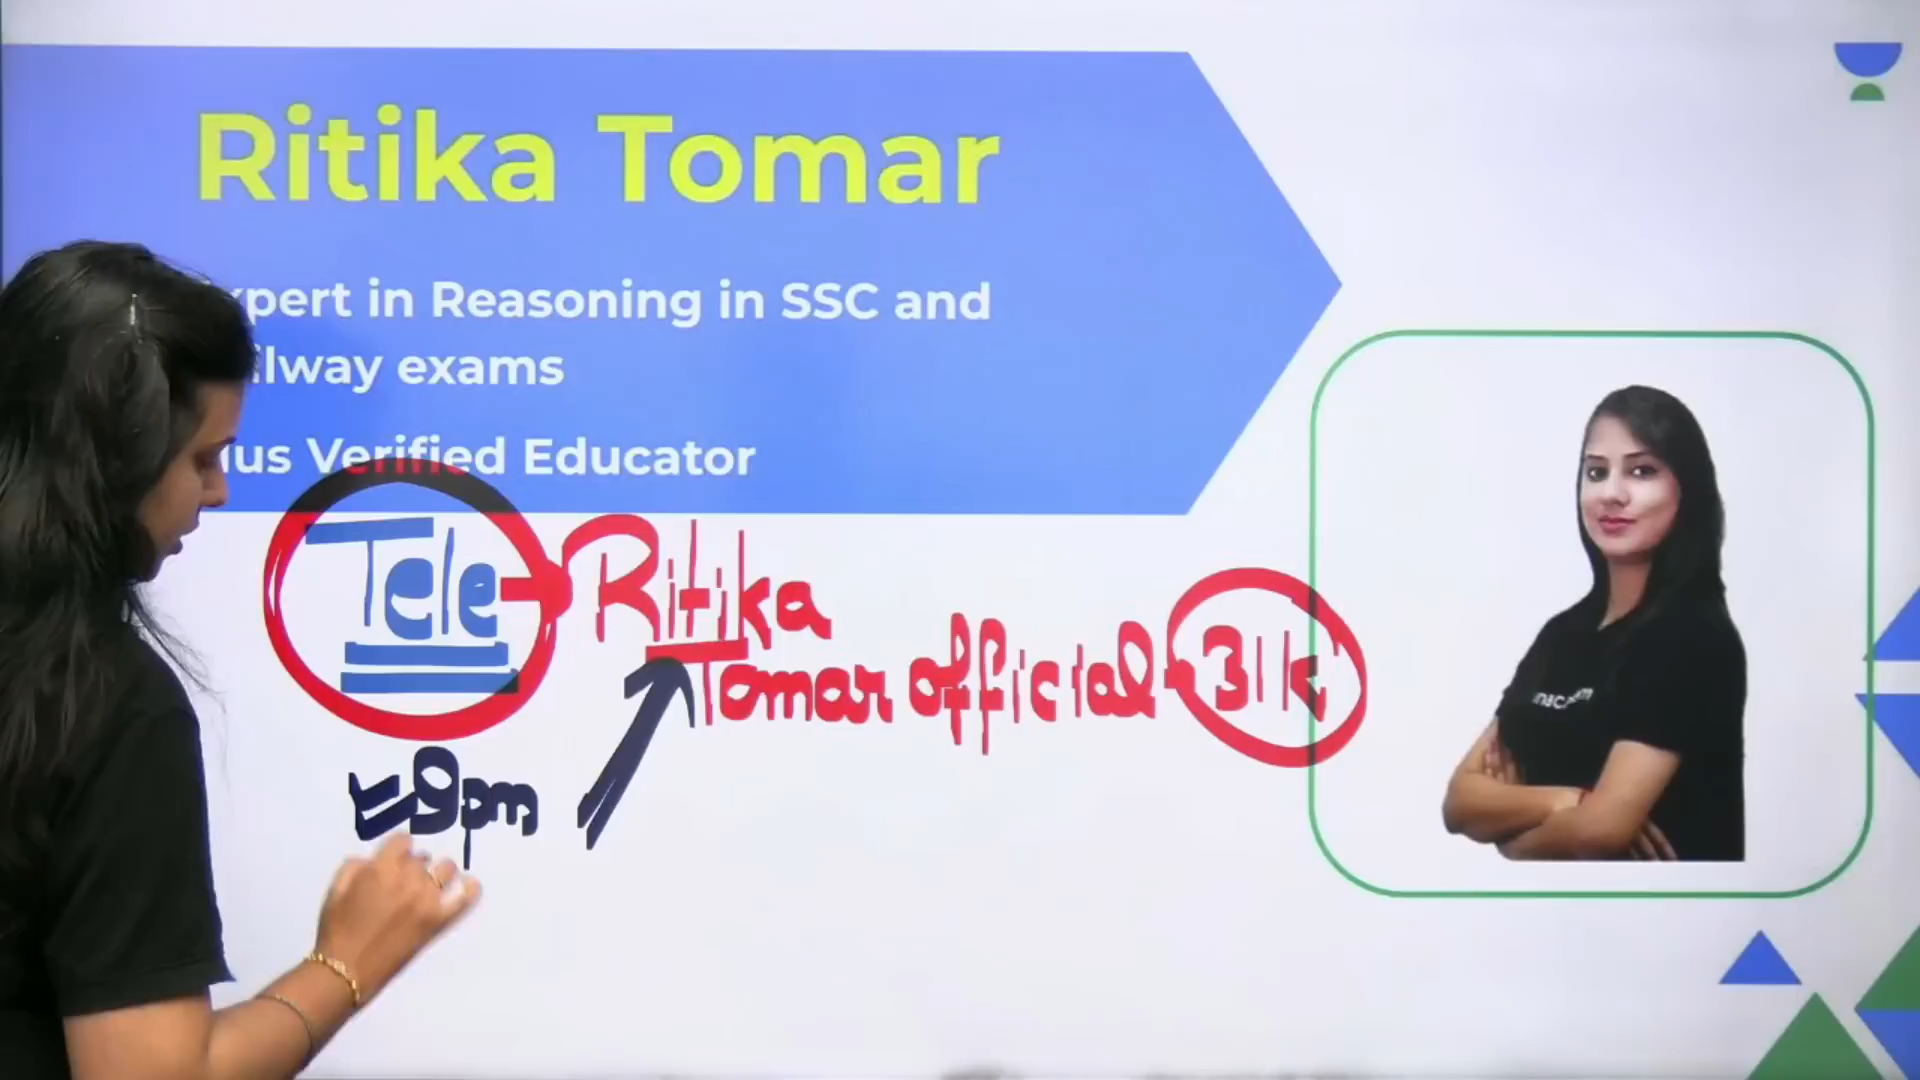 Ritika Tomar
xpert in Reasoning in SSC and
ilway exams
lus Verified Educator
Tele
Ritika
Tomar official
31k
9pm